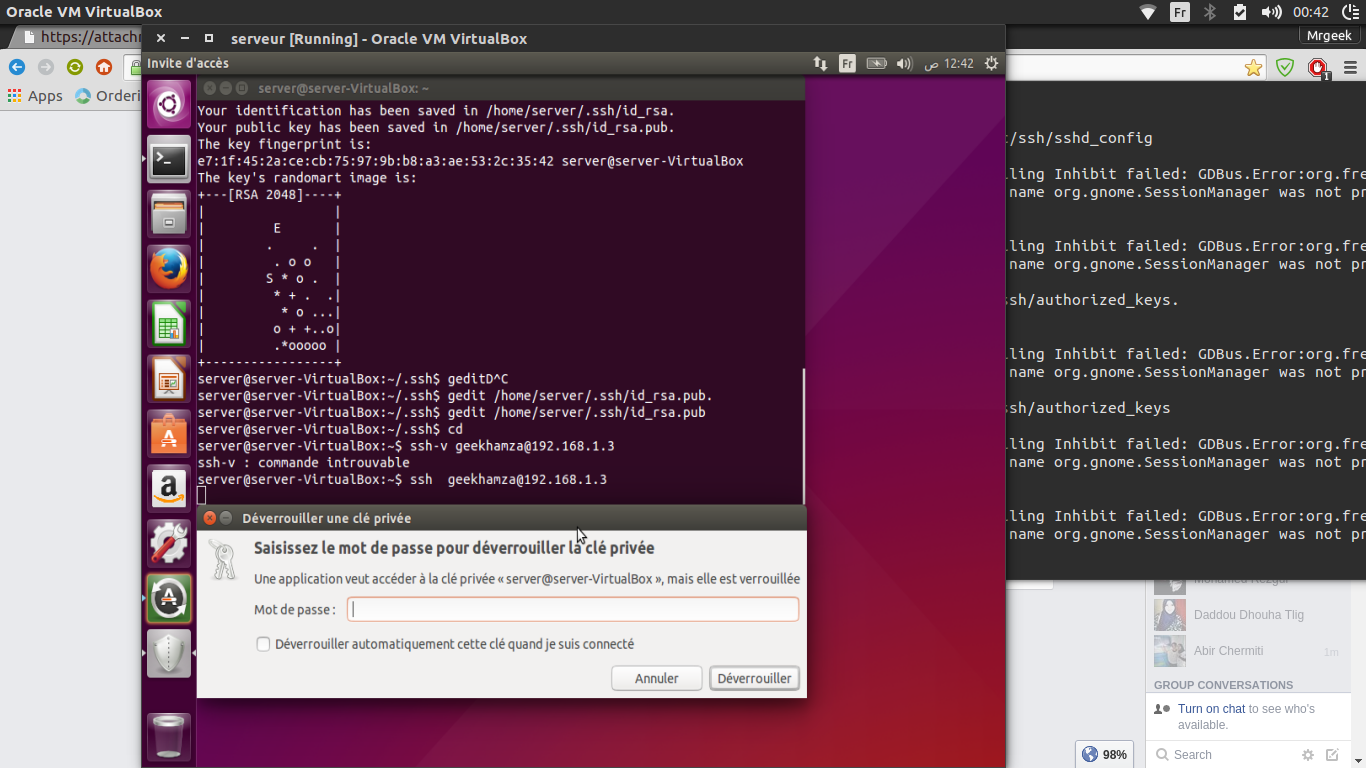 Oracle VM VirtualBox
Fr
00:42
https://attach
Mrgeek
serveur [Running] - Oracle VM VirtualBox
Invite d'accès
Fr
ص 12:42
Apps
Orderi
1
server@server-VirtualBox: ~
Your identification has been saved in /home/server/.ssh/id_rsa.
Your public key has been saved in /home/server/.ssh/id_rsa.pub.
The key fingerprint is:
e7:1f:45:2a:ce:cb:75:97:9b:b8:a3:ae:53:2c:35:42 server@server-VirtualBox
The key's randomart image is:
+---[RSA 2048]----+
|                 |
|         E       |
|        .     .  |
|         . o o   |
|        S * o .  |
|         * + .  .|
|          * o ...|
|         o + +..o|
|         .*ooooo |
+-----------------+
server@server-VirtualBox:~/.ssh$ geditD^C
server@server-VirtualBox:~/.ssh$ gedit /home/server/.ssh/id_rsa.pub.
server@server-VirtualBox:~/.ssh$ gedit /home/server/.ssh/id_rsa.pub
server@server-VirtualBox:~/.ssh$ cd
server@server-VirtualBox:~$ ssh-v geekhamza@192.168.1.3
ssh-v : commande introuvable
server@server-VirtualBox:~$ ssh  geekhamza@192.168.1.3
Déverrouiller une clé privée
Saisissez le mot de passe pour déverrouiller la clé privée
Une application veut accéder à la clé privée « server@server-VirtualBox », mais elle est verrouillée
Mot de passe :
Déverrouiller automatiquement cette clé quand je suis connecté
Annuler
Déverrouiller
/ssh/sshd_config
ling Inhibit failed: GDBus.Error:org.fre
name org.gnome.SessionManager was not pr
ling Inhibit failed: GDBus.Error:org.fre
name org.gnome.SessionManager was not pr
ssh/authorized_keys.
ling Inhibit failed: GDBus.Error:org.fre
name org.gnome.SessionManager was not pr
ssh/authorized_keys
ling Inhibit failed: GDBus.Error:org.fre
name org.gnome.SessionManager was not pr
ling Inhibit failed: GDBus.Error:org.fre
name org.gnome.SessionManager was not pr
Daddou Dhouha Tlig
Abir Chermiti
1m
GROUP CONVERSATIONS
Turn on chat to see who's
available.
98%
Search